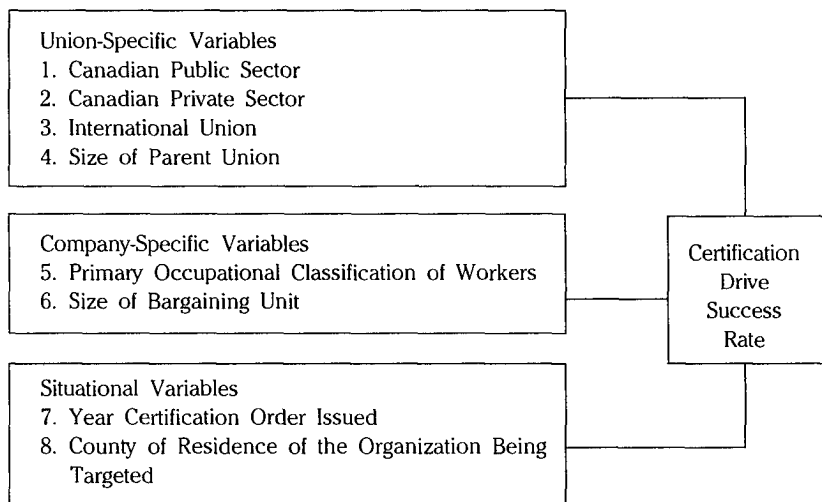 Union-Specific Variables
1. Canadian Public Sector
2. Canadian Private Sector
3. International Union
4. Size of Parent Union
Company-Specific Variables
5. Primary Occupational Classification of Workers
6. Size of Bargaining Unit
Situational Variables
7. Year Certification Order Issued
8. County of Residence of the Organization Being
Targeted
Certification
Drive
Success
Rate